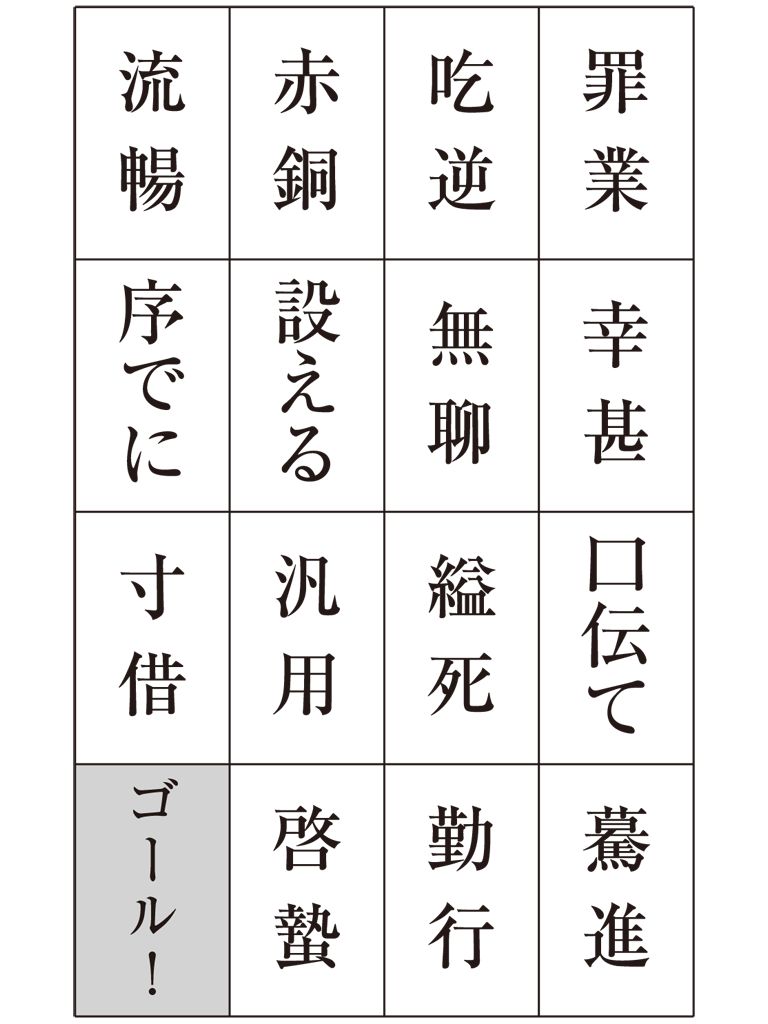 罪業
幸甚
口伝て
驀進
吃逆
無聊
縊死
勤行
赤銅
設える
汎用
啓蟄
流暢
序でに
寸借
ゴール！